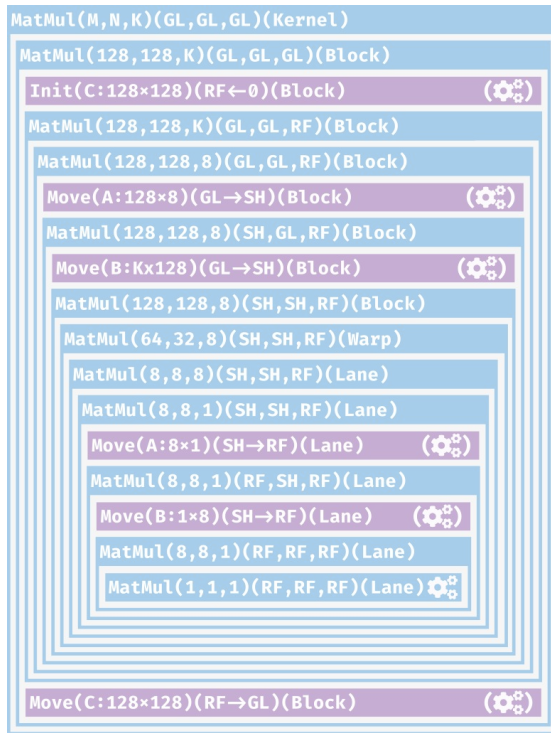 MatMul(M,N,K)(GL,GL,GL)(Kernel)
MatMul(128,128,K)(GL,GL,GL)(Block)
Init(C:128×128)(RF←0)(Block) ()
MatMul(128,128,K)(GL,GL,RF)(Block)
MatMul(128,128,8)(GL,GL,RF)(Block)
Move(A:128×8)(GL→SH)(Block) ()
MatMul(128,128,8)(SH,GL,RF)(Block)
Move(B:Kx128)(GL→SH)(Block) ()
MatMul(128,128,8)(SH,SH,RF)(Block)
MatMul(64,32,8)(SH,SH,RF)(Warp)
MatMul(8,8,8)(SH,SH,RF)(Lane)
MatMul(8,8,1)(SH,SH,RF)(Lane)
Move(A:8×1)(SH→RF)(Lane) ()
MatMul(8,8,1)(RF,SH,RF)(Lane)
Move(B:1×8)(SH→RF)(Lane) ()
MatMul(8,8,1)(RF,RF,RF)(Lane)
MatMul(1,1,1)(RF,RF,RF)(Lane)
Move(C:128×128)(RF→GL)(Block) ()